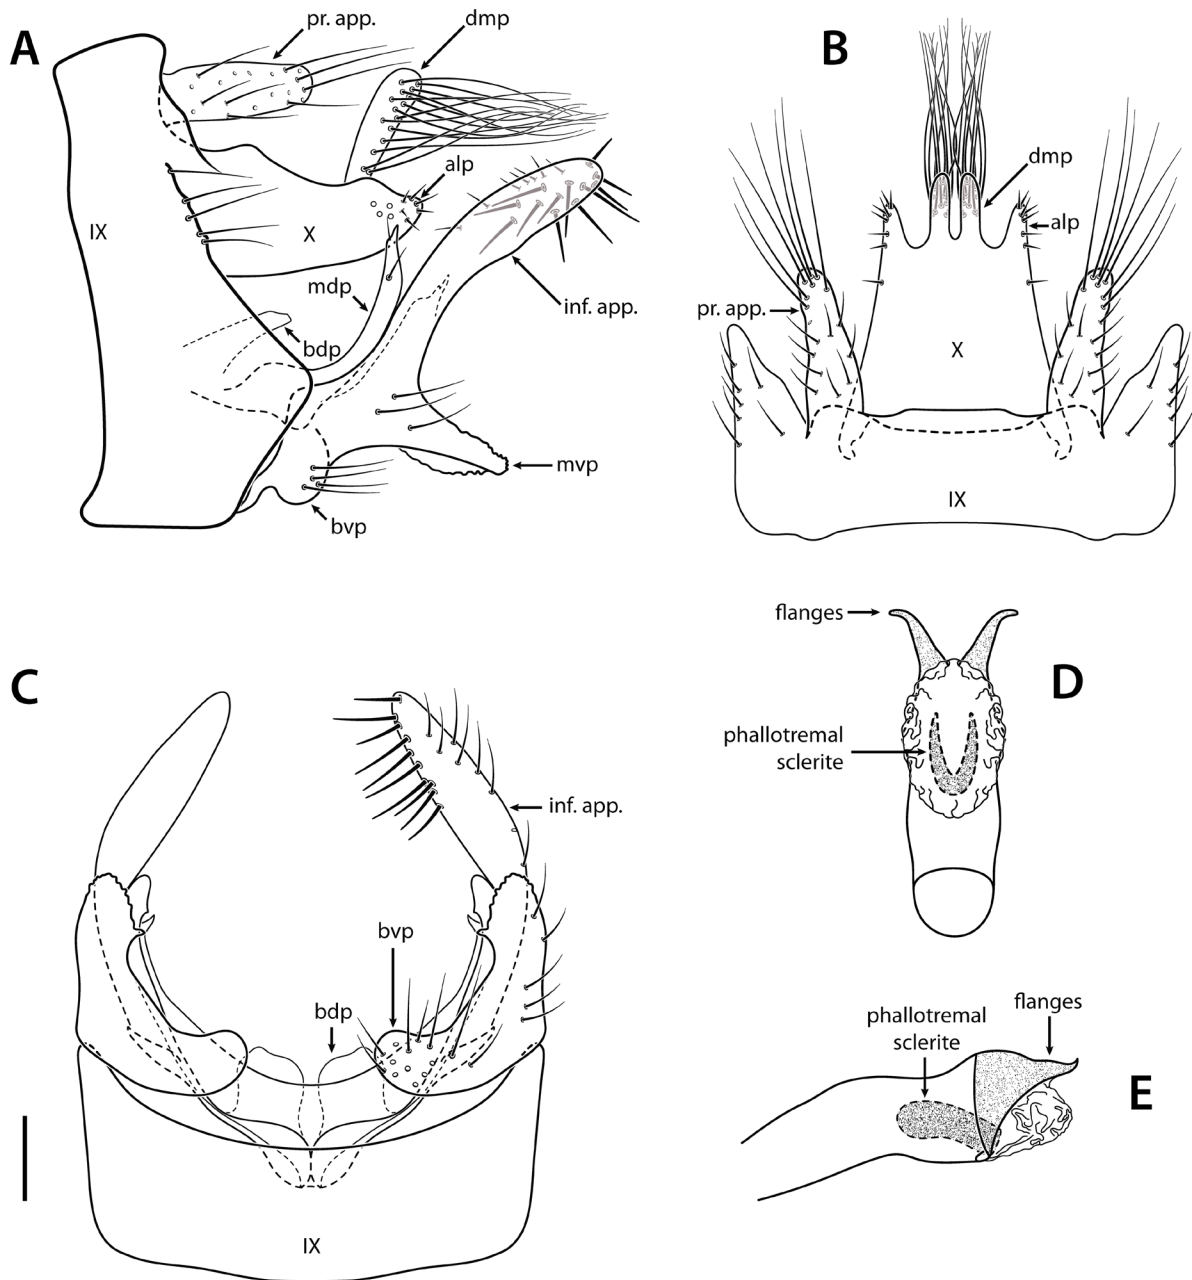 A
pr. app.
dmp
alp
IX
X
mdp
inf. app.
bdp
mvp
bvp
B
dmp
alp
pr. app.
X
IX
C
inf. app.
bvp
bdp
IX
D
flanges
phallotremal
sclerite
E
phallotremal
sclerite
flanges